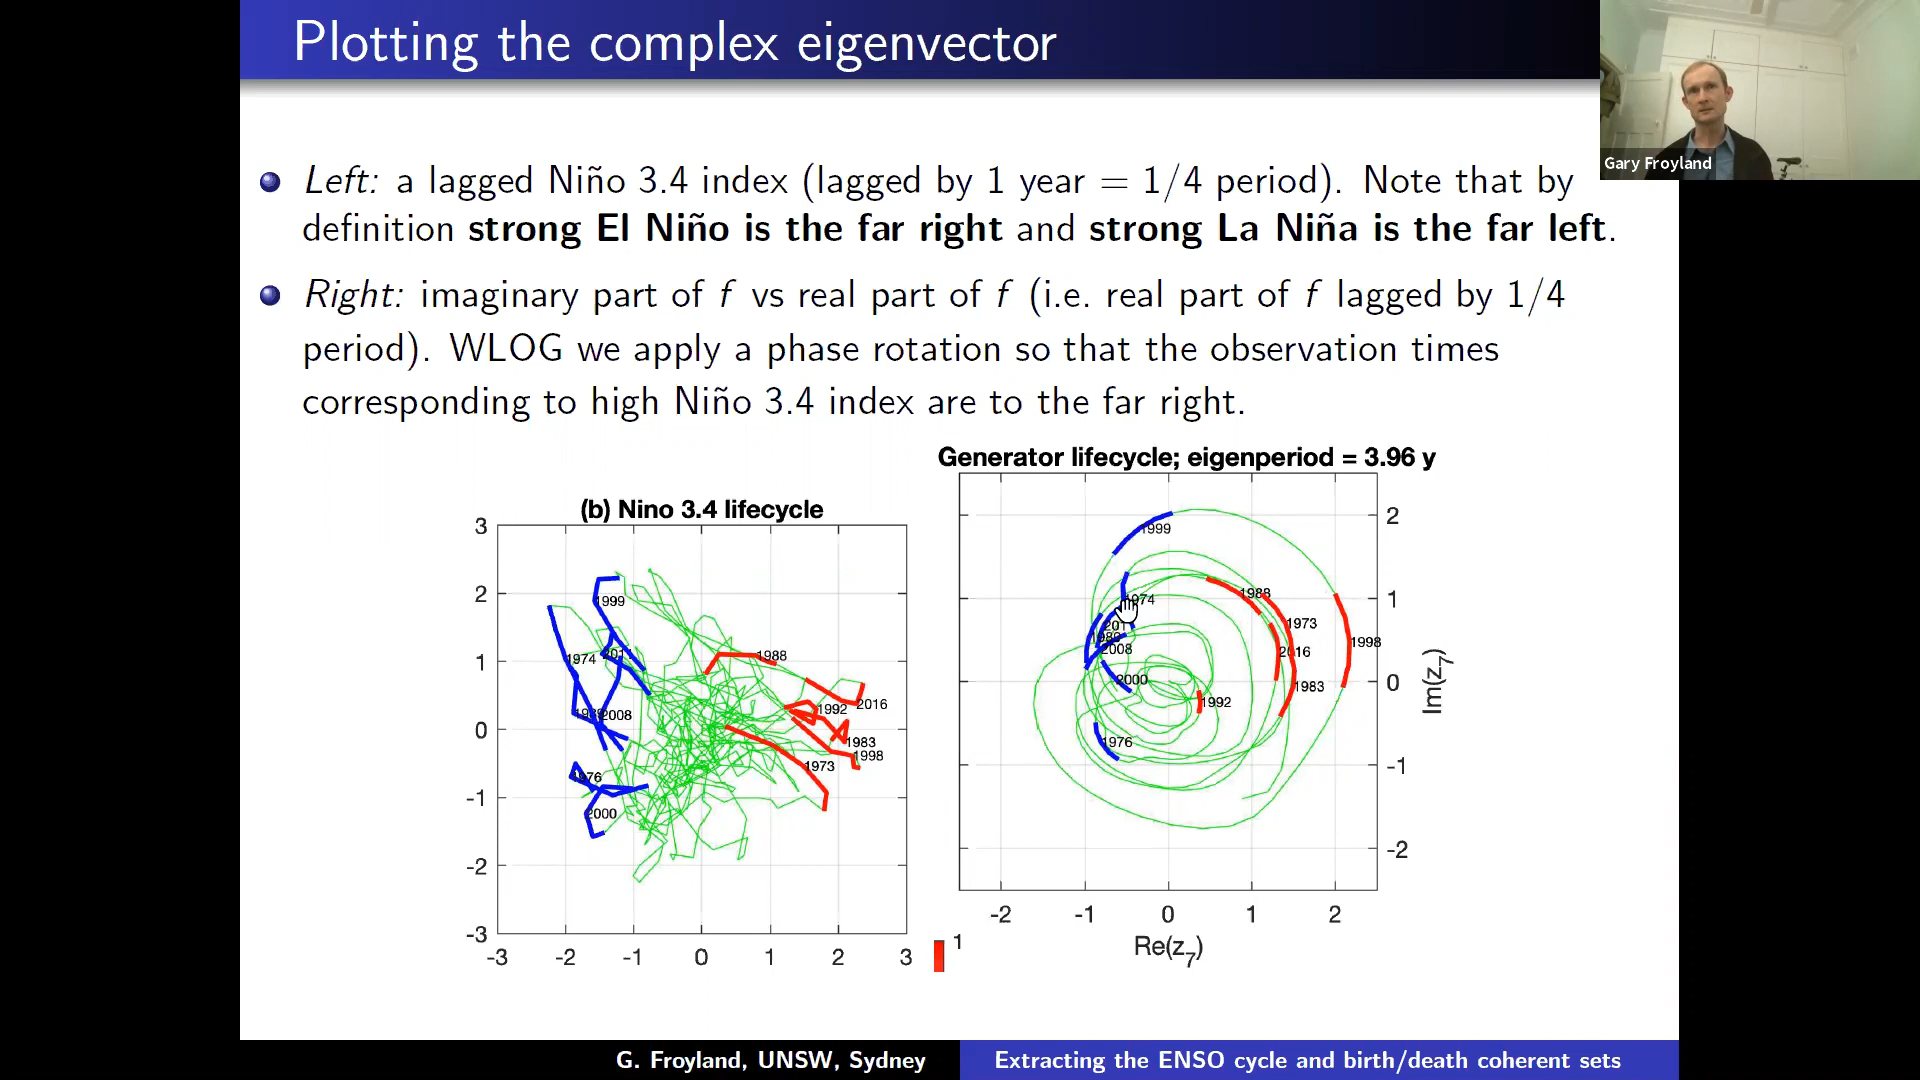 Plotting the complex eigenvector
Gary Froyland
Left: a lagged Niño 3.4 index (lagged by 1 year = 1/4 period). Note that by
definition strong El Niño is the far right and strong La Niña is the far left.
Right: imaginary part of f vs real part of f (i.e. real part of f lagged by 1/4
period). WLOG we apply a phase rotation so that the observation times
corresponding to high Niño 3.4 index are to the far right.
(b) Nino 3.4 lifecycle
3
2
1
0
-1
-2
-3
-3 -2 -1 0 1 2 3
1999
1974
2008
1976
2000
1988
2016
1992
1983
1998
1973
1
Generator lifecycle; eigenperiod = 3.96 y
1999
1974
2008
2000
1976
1988
1973
1998
2016
1983
1992
2
1
0
-1
-2
Im(z7)
-2 -1 0 1 2
Re(z7)
G. Froyland, UNSW, Sydney
Extracting the ENSO cycle and birth/death coherent sets